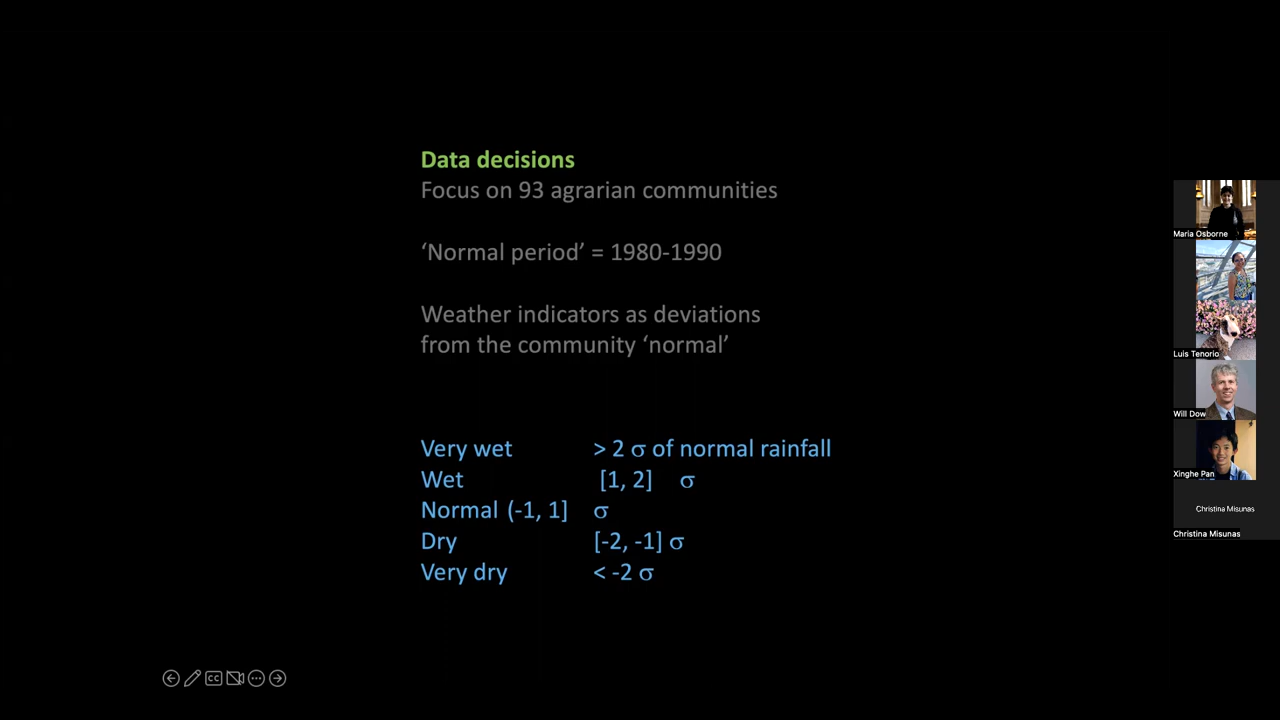 Data decisions
Focus on 93 agrarian communities
‘Normal period’ = 1980-1990
Weather indicators as deviations
from the community ‘normal’
Very wet > 2 σ of normal rainfall
Wet [1, 2] σ
Normal (-1, 1] σ
Dry [-2, -1] σ
Very dry < -2 σ
Maria Osborne
Luis Tenorio
Will Dow
Xinghe Pan
Christina Misunas
Christina Misunas
CC